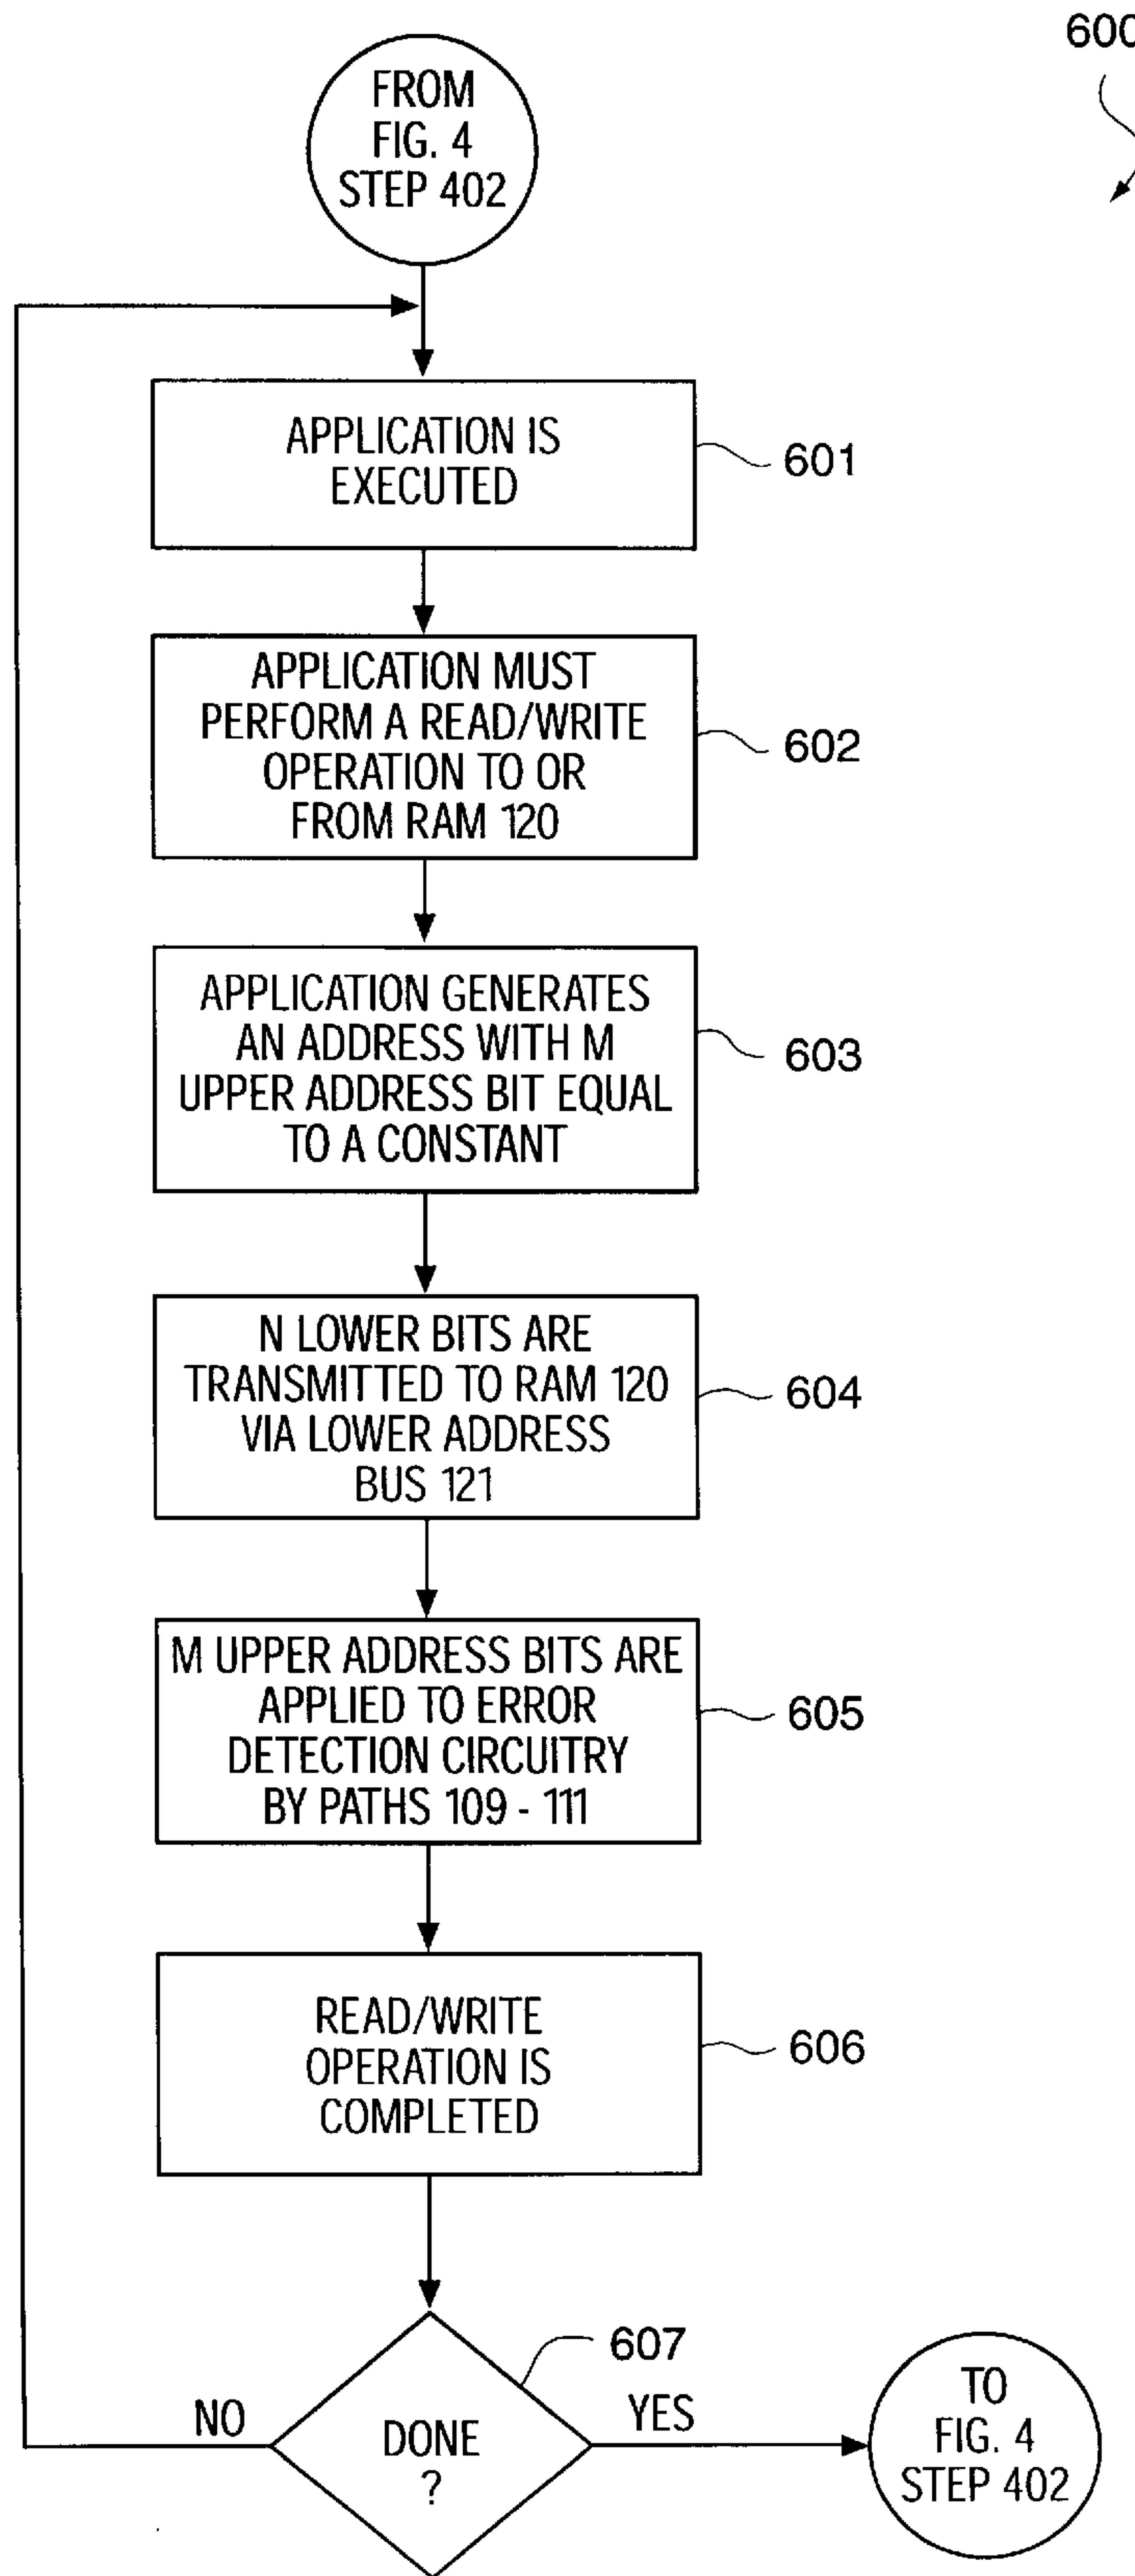 600
FROM
FIG. 4
STEP 402
APPLICATION IS
EXECUTED
601
APPLICATION MUST
PERFORM A READ/WRITE
OPERATION TO OR
FROM RAM 120
602
APPLICATION GENERATES
AN ADDRESS WITH M
UPPER ADDRESS BIT EQUAL
TO A CONSTANT
603
N LOWER BITS ARE
TRANSMITTED TO RAM 120
VIA LOWER ADDRESS
BUS 121
604
M UPPER ADDRESS BITS ARE
APPLIED TO ERROR
DETECTION CIRCUITRY
BY PATHS 109 - 111
605
READ/WRITE
OPERATION IS
COMPLETED
606
607
NO
DONE
?
YES
TO
FIG. 4
STEP 402